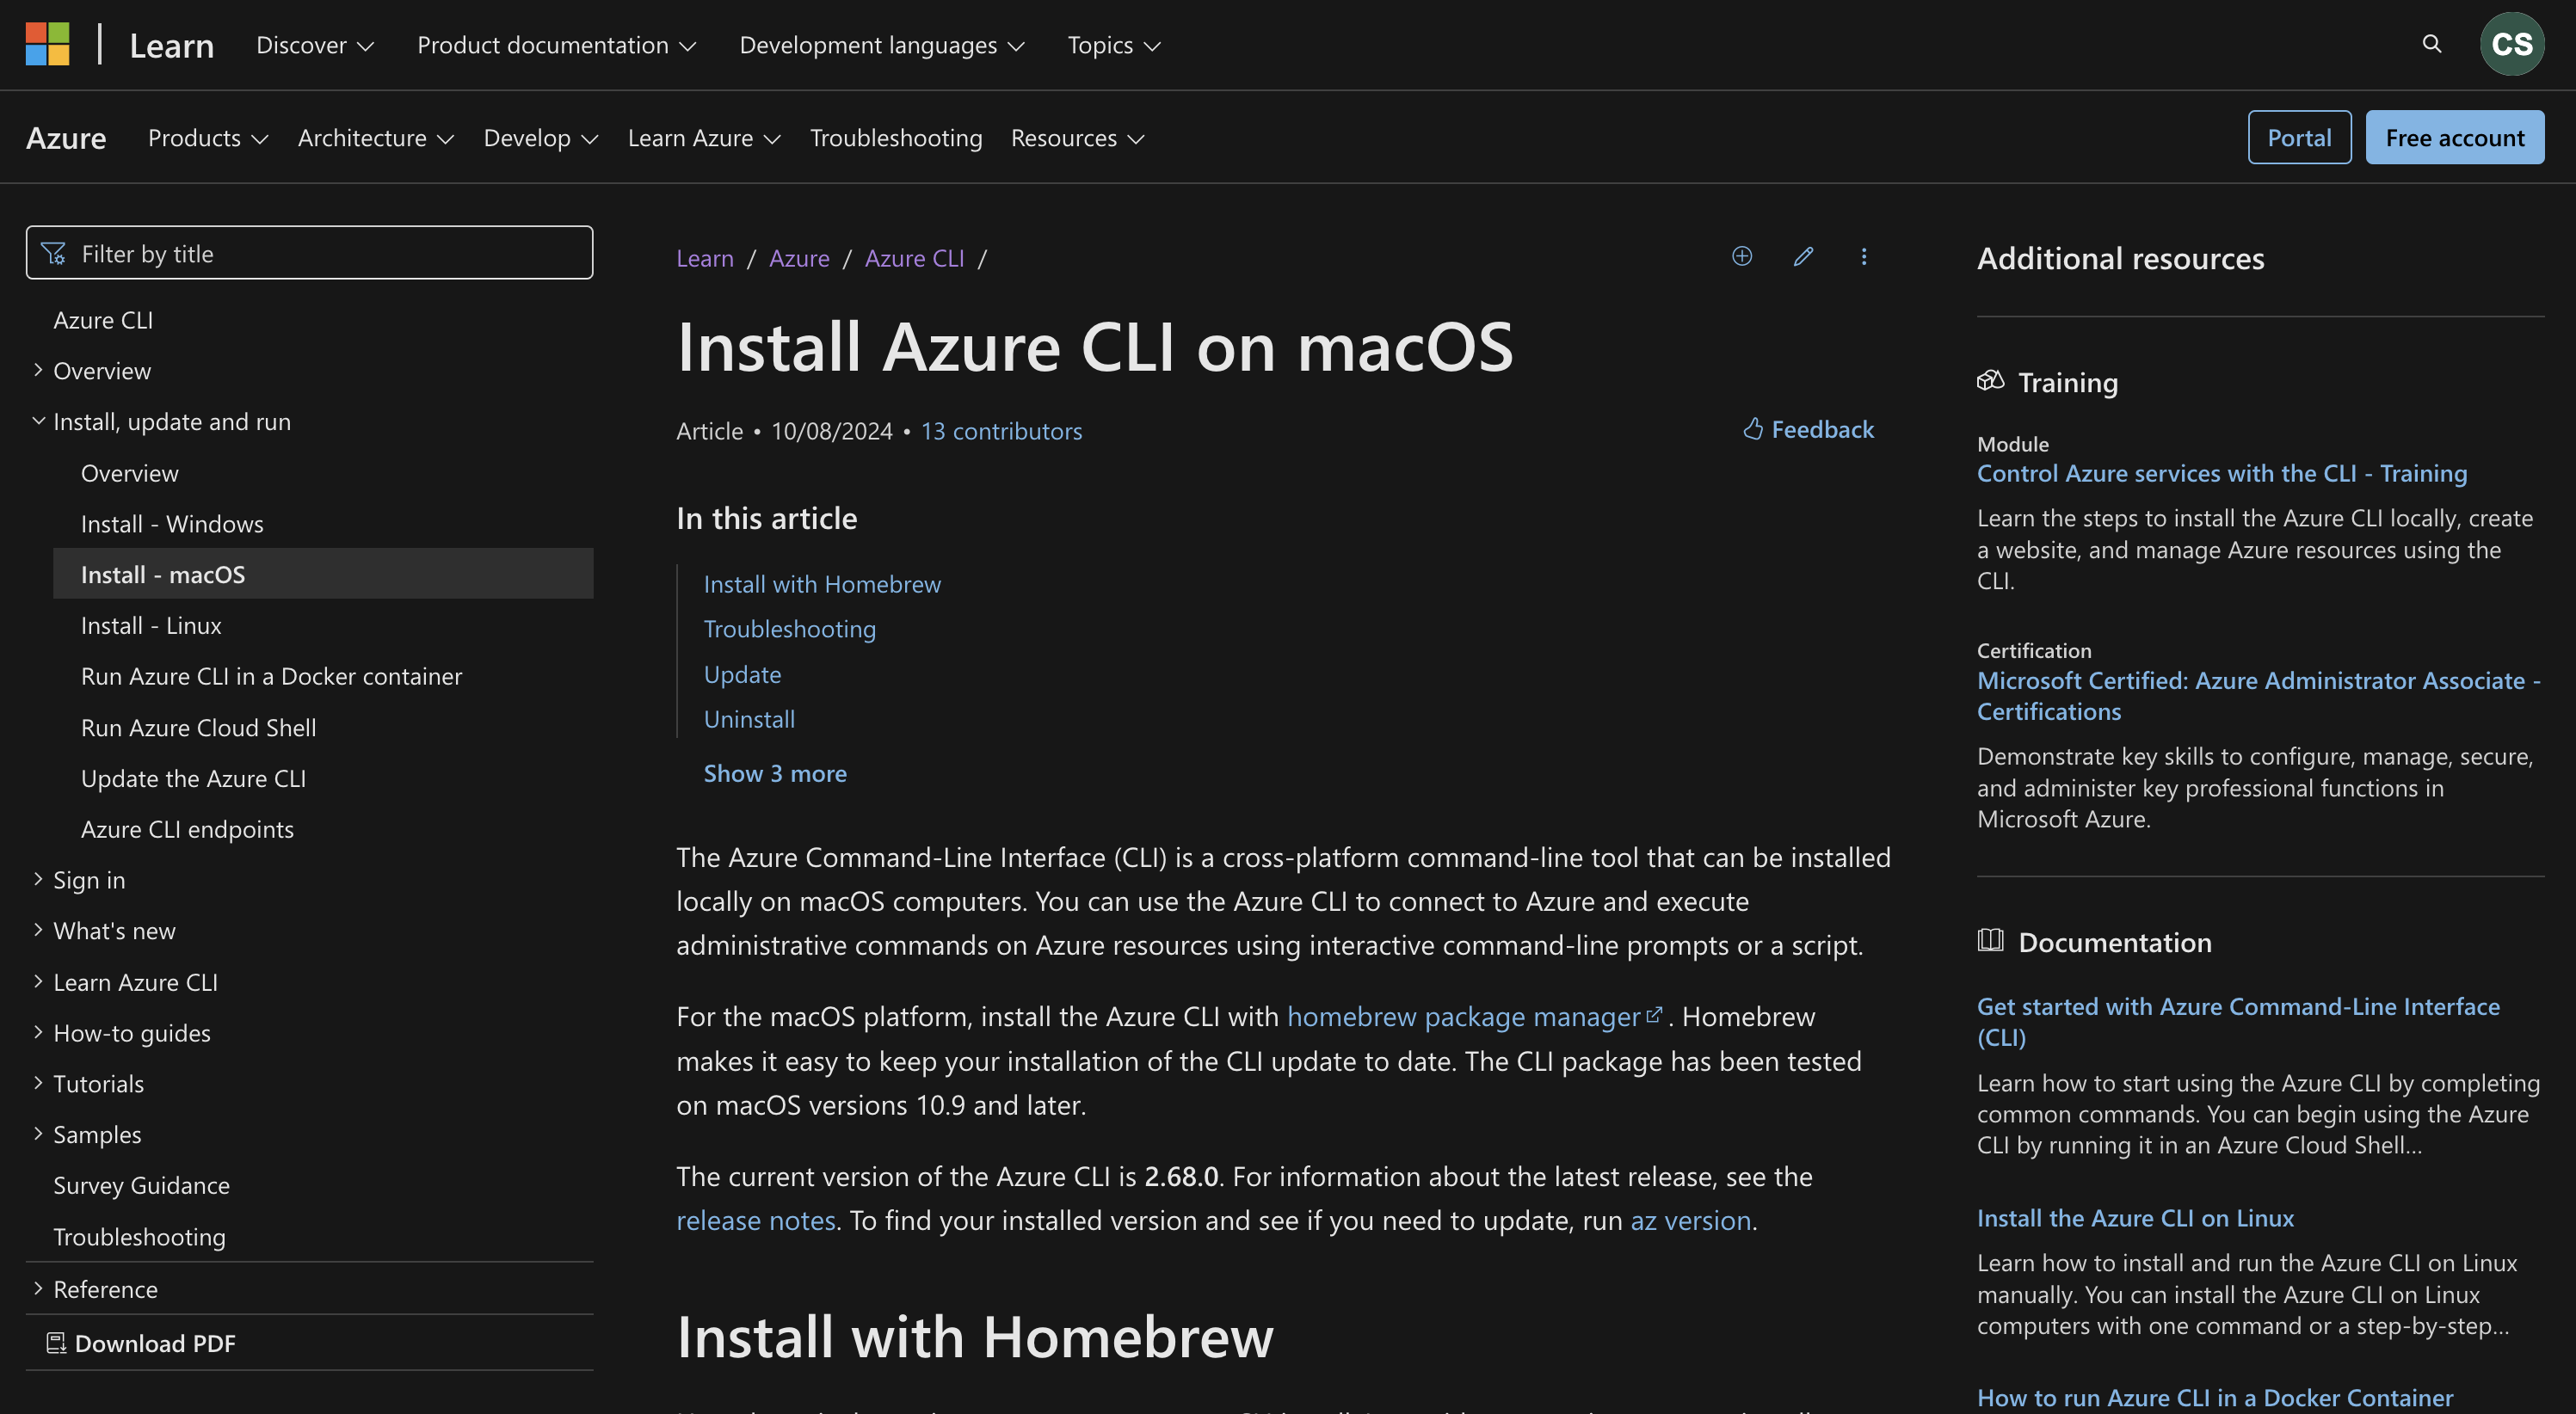 Learn
Discover
Product documentation
Development languages
Topics
CS
Azure
Products
Architecture
Develop
Learn Azure
Troubleshooting
Resources
Portal
Free account
Filter by title
Azure CLI
Overview
Install, update and run
Overview
Install - Windows
Install - macOS
Install - Linux
Run Azure CLI in a Docker container
Run Azure Cloud Shell
Update the Azure CLI
Azure CLI endpoints
Sign in
What's new
Learn Azure CLI
How-to guides
Tutorials
Samples
Survey Guidance
Troubleshooting
Reference
Download PDF
Learn / Azure / Azure CLI /
Install Azure CLI on macOS
Article • 10/08/2024 • 13 contributors
Feedback
In this article
Install with Homebrew
Troubleshooting
Update
Uninstall
Show 3 more
The Azure Command-Line Interface (CLI) is a cross-platform command-line tool that can be installed
locally on macOS computers. You can use the Azure CLI to connect to Azure and execute
administrative commands on Azure resources using interactive command-line prompts or a script.
For the macOS platform, install the Azure CLI with homebrew package manager. Homebrew
makes it easy to keep your installation of the CLI update to date. The CLI package has been tested
on macOS versions 10.9 and later.
The current version of the Azure CLI is 2.68.0. For information about the latest release, see the
release notes. To find your installed version and see if you need to update, run az version.
Install with Homebrew
Additional resources
Training
Module
Control Azure services with the CLI - Training
Learn the steps to install the Azure CLI locally, create
a website, and manage Azure resources using the
CLI.
Certification
Microsoft Certified: Azure Administrator Associate -
Certifications
Demonstrate key skills to configure, manage, secure,
and administer key professional functions in
Microsoft Azure.
Documentation
Get started with Azure Command-Line Interface
(CLI)
Learn how to start using the Azure CLI by completing
common commands. You can begin using the Azure
CLI by running it in an Azure Cloud Shell...
Install the Azure CLI on Linux
Learn how to install and run the Azure CLI on Linux
manually. You can install the Azure CLI on Linux
computers with one command or a step-by-step...
How to run Azure CLI in a Docker Container